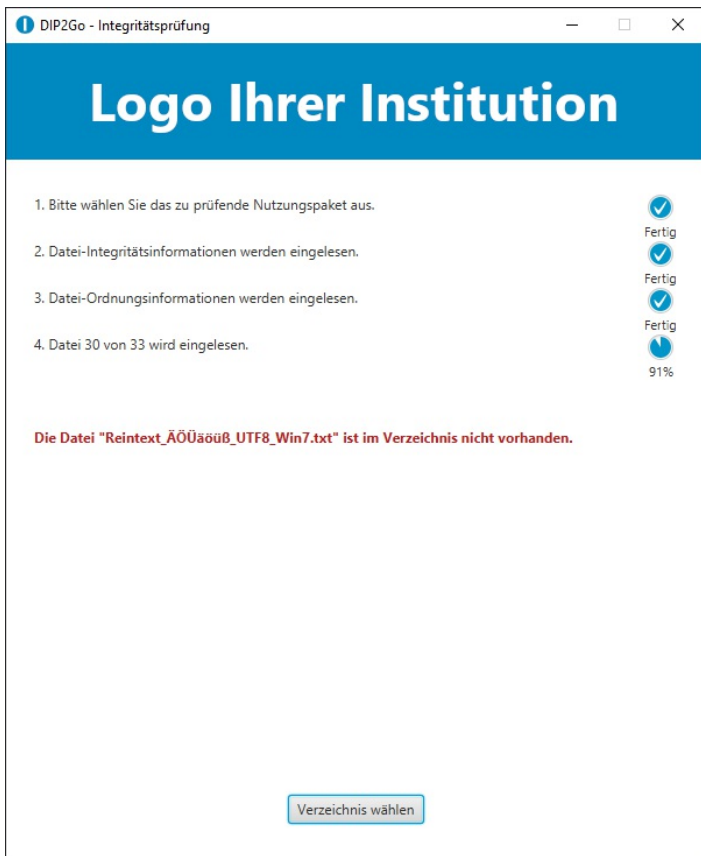 DIP2Go - Integritätsprüfung
Logo Ihrer Institution
1. Bitte wählen Sie das zu prüfende Nutzungspaket aus.
Fertig
2. Datei-Integritätsinformationen werden eingelesen.
Fertig
3. Datei-Ordnungsinformationen werden eingelesen.
Fertig
4. Datei 30 von 33 wird eingelesen.
91%
Die Datei "Reintext_ÄÖÜäöüß_UTF8_Win7.txt" ist im Verzeichnis nicht vorhanden.
Verzeichnis wählen